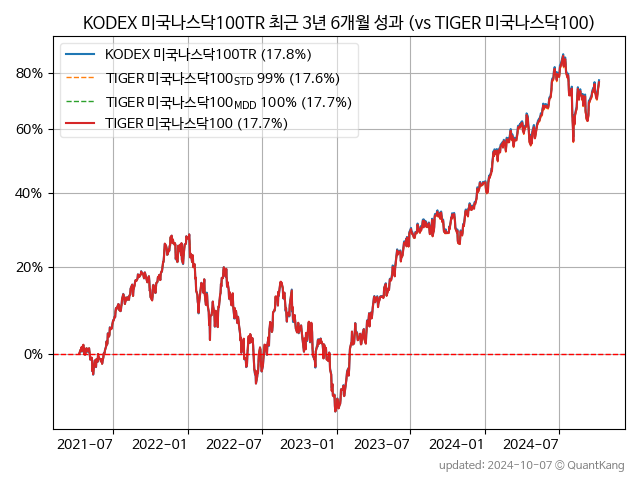 KODEX 미국나스닥100TR 최근 3년 6개월 성과 (vs TIGER 미국나스닥100)
KODEX 미국나스닥100TR (17.8%)
TIGER 미국나스닥100STD 99% (17.6%)
TIGER 미국나스닥100MDD 100% (17.7%)
TIGER 미국나스닥100 (17.7%)
80%
60%
40%
20%
0%
2021-07 2022-01 2022-07 2023-01 2023-07 2024-01 2024-07
updated: 2024-10-07 © QuantKang